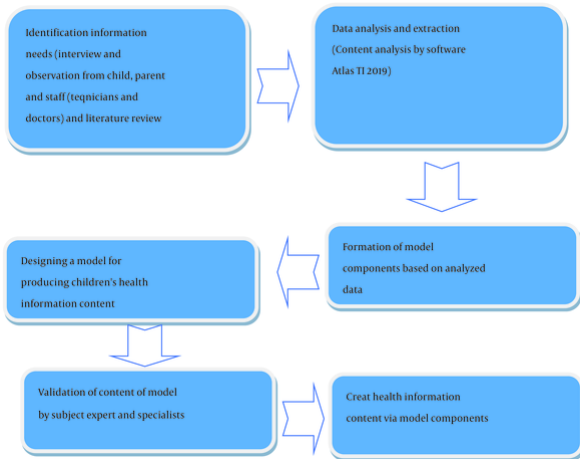 Identification information
needs (interview and
observation from child, parent
and staff (teqnicians and
doctors) and literature review
Data analysis and extraction
(Content analysis by software
Atlas TI 2019)
Formation of model
components based on analyzed
data
Designing a model for
producing children's health
information content
Validation of content of model
by subject expert and specialists
Creat health information
content via model components